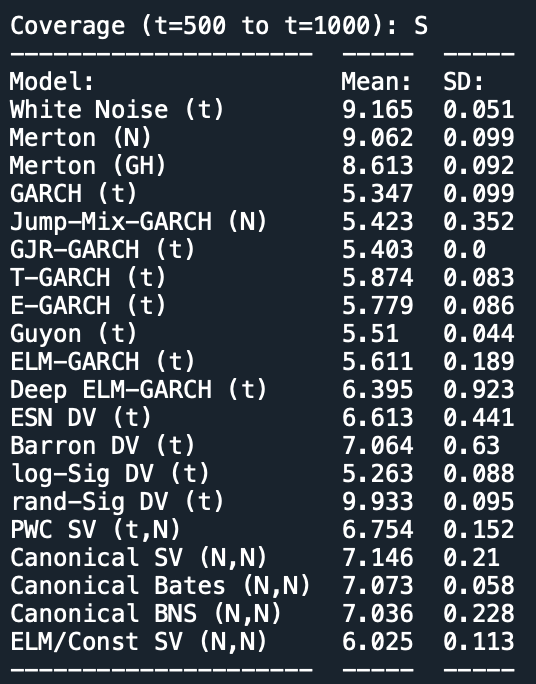 Coverage (t=500 to t=1000): S
--------------------- ----- -----
Model: Mean: SD:
White Noise (t) 9.165 0.051
Merton (N) 9.062 0.099
Merton (GH) 8.613 0.092
GARCH (t) 5.347 0.099
Jump-Mix-GARCH (N) 5.423 0.352
GJR-GARCH (t) 5.403 0.0
T-GARCH (t) 5.874 0.083
E-GARCH (t) 5.779 0.086
Guyon (t) 5.51 0.044
ELM-GARCH (t) 5.611 0.189
Deep ELM-GARCH (t) 6.395 0.923
ESN DV (t) 6.613 0.441
Barron DV (t) 7.064 0.63
log-Sig DV (t) 5.263 0.088
rand-Sig DV (t) 9.933 0.095
PWC SV (t,N) 6.754 0.152
Canonical SV (N,N) 7.146 0.21
Canonical Bates (N,N) 7.073 0.058
Canonical BNS (N,N) 7.036 0.228
ELM/Const SV (N,N) 6.025 0.113
--------------------- ----- -----